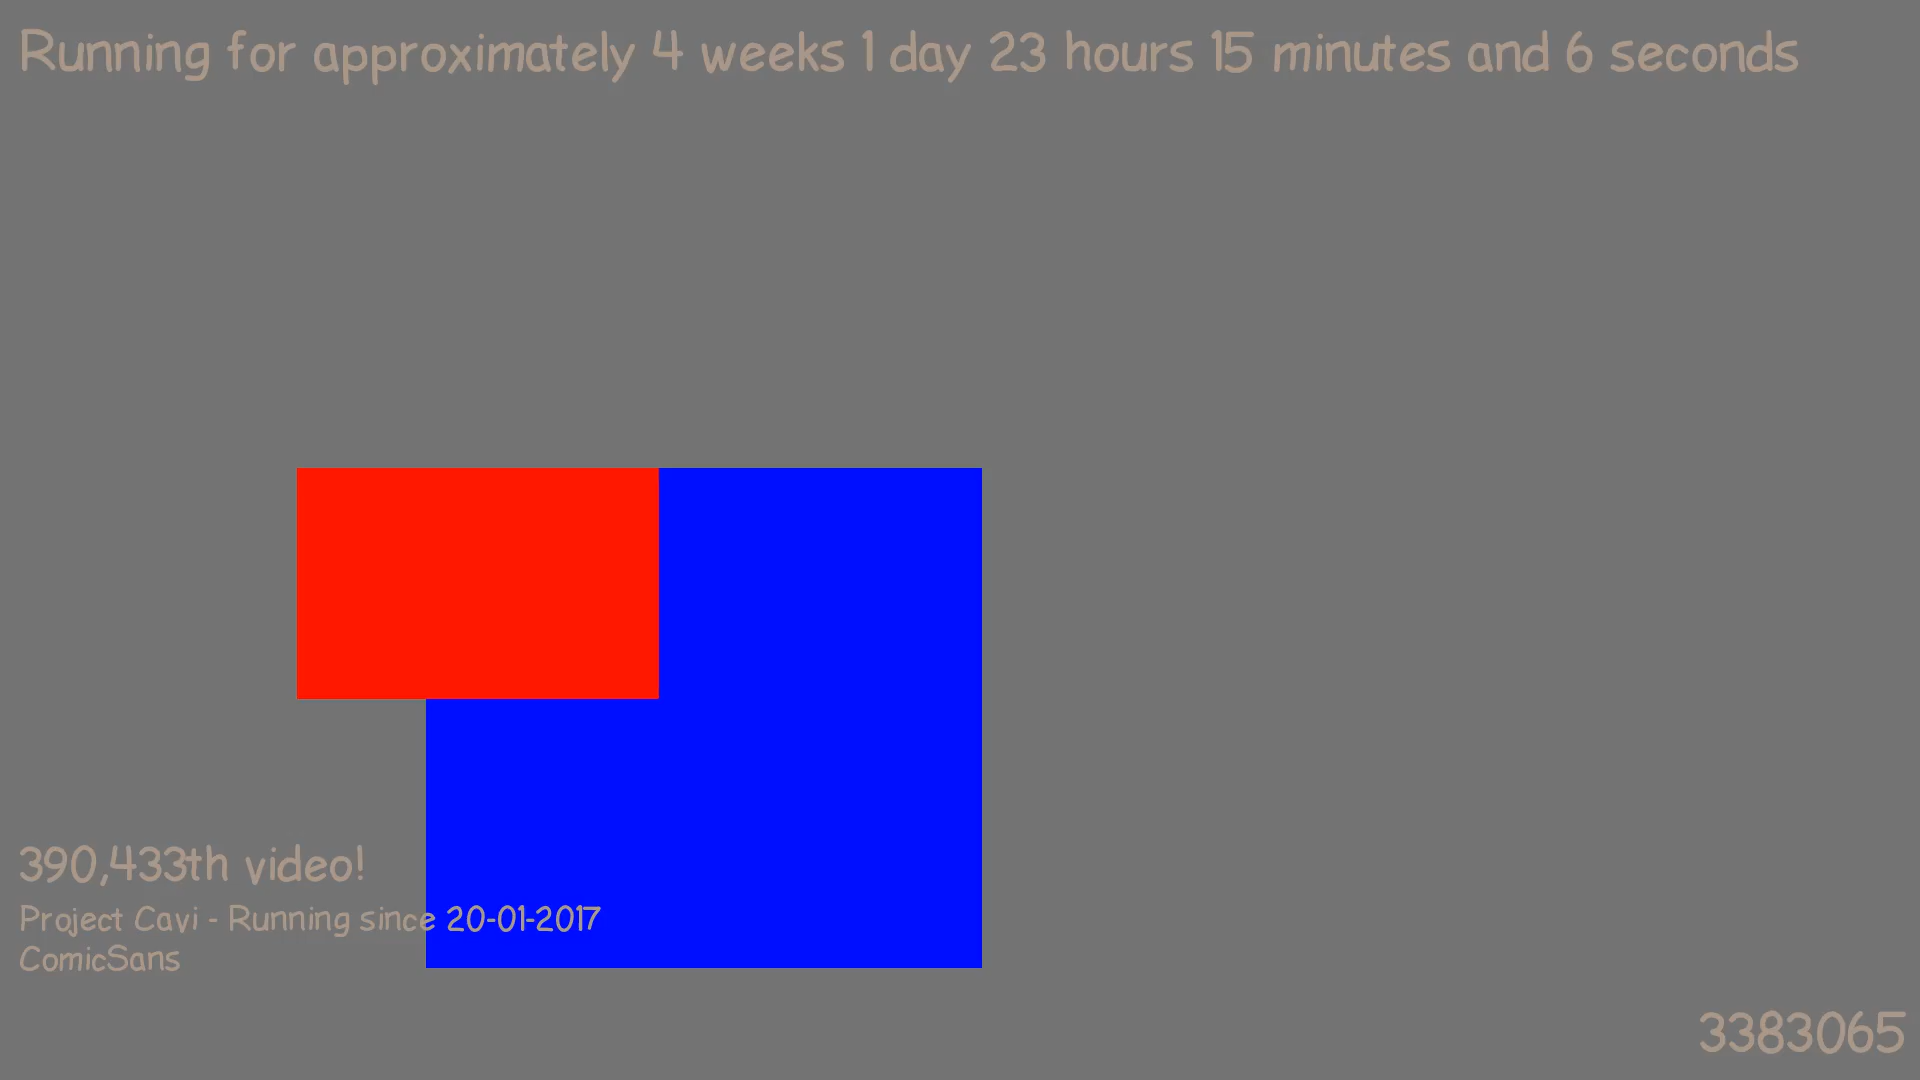 Running for approximately 4 weeks 1 day 23 hours 15 minutes and 6 seconds
390,433th video!
Project Cavi - Running since 20-01-2017
ComicSans
3383065